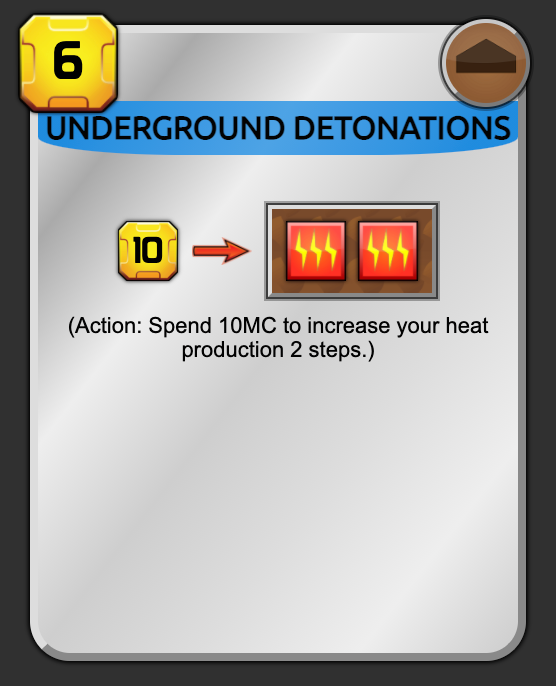 6
UNDERGROUND DETONATIONS
10
(Action: Spend 10MC to increase your heat
production 2 steps.)